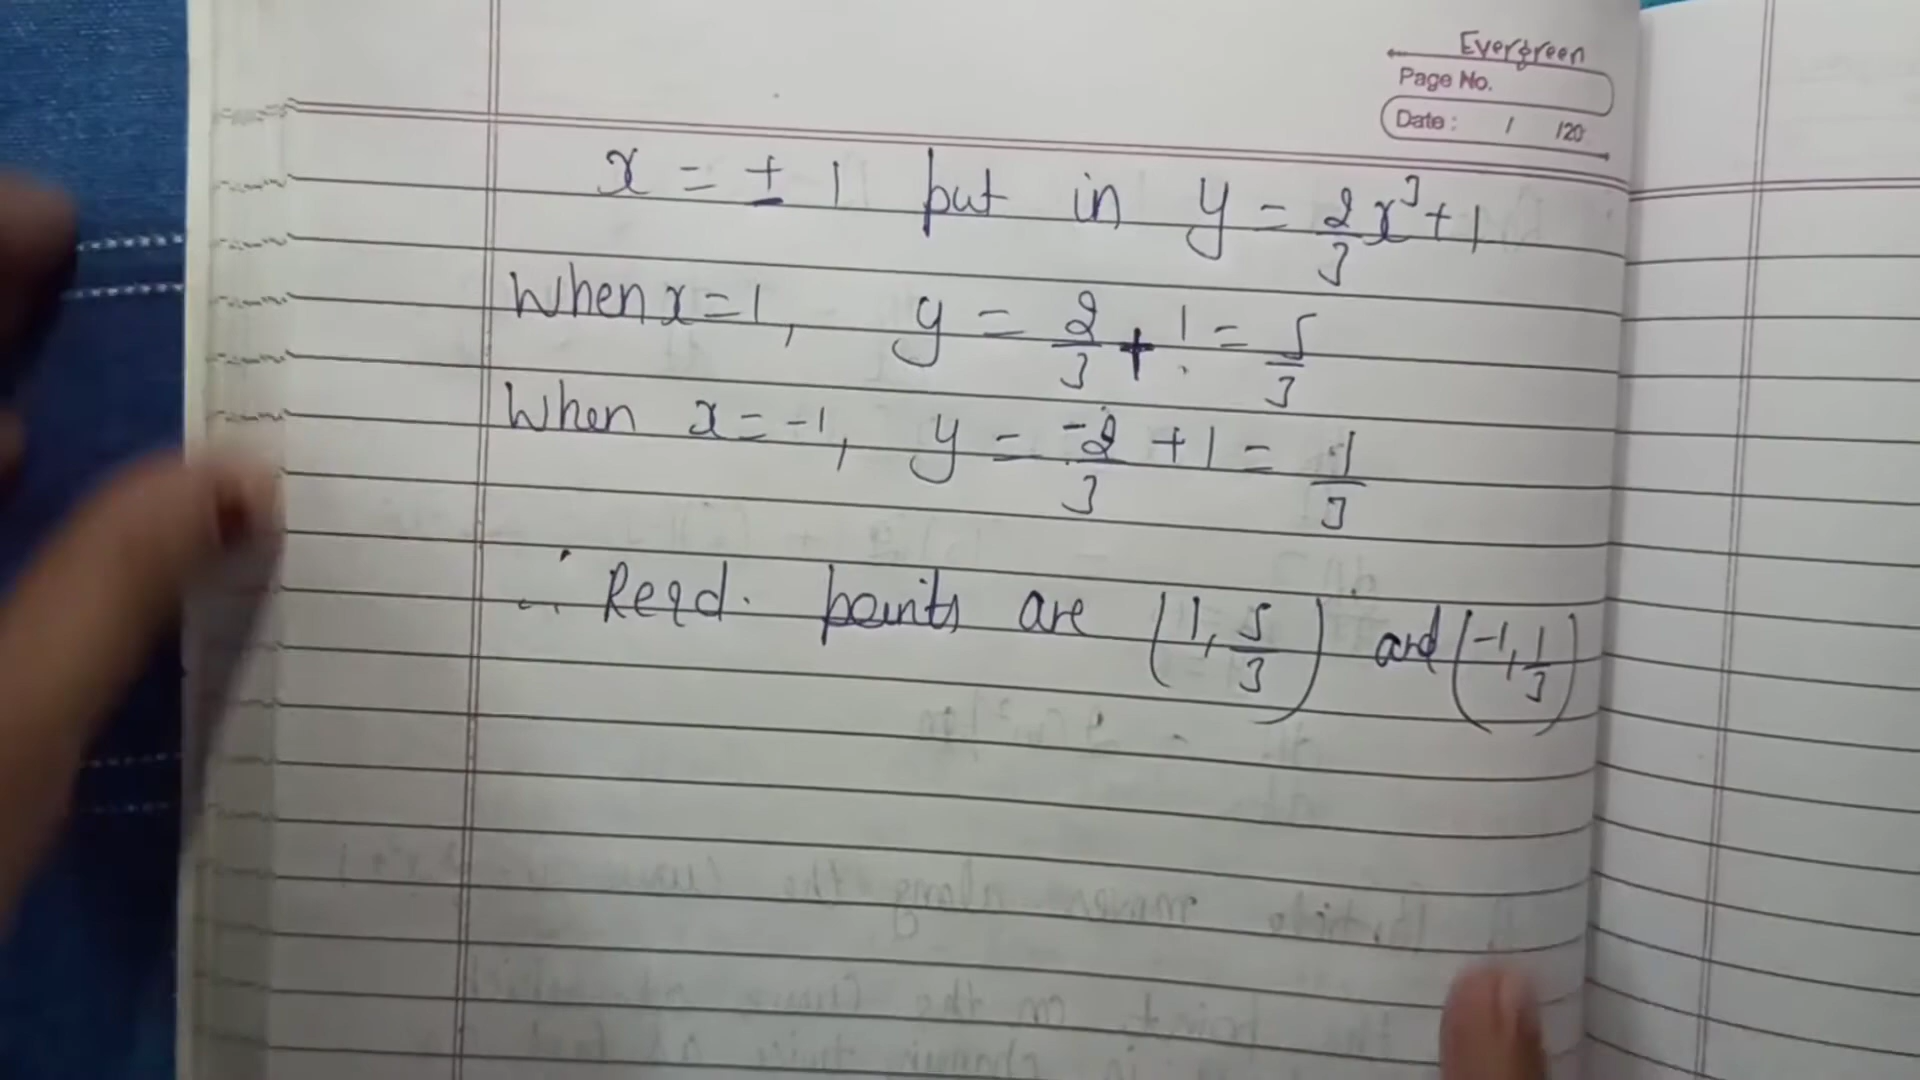 Evergreen
Page No.
Date : / /20
x = ± 1 put in y = 2/3 x³ + 1
When x = 1, y = 2/3 + 1 = 5/3
When x = -1, y = -2/3 + 1 = 1/3
∴ Reqd. points are (1, 5/3) and (-1, 1/3)